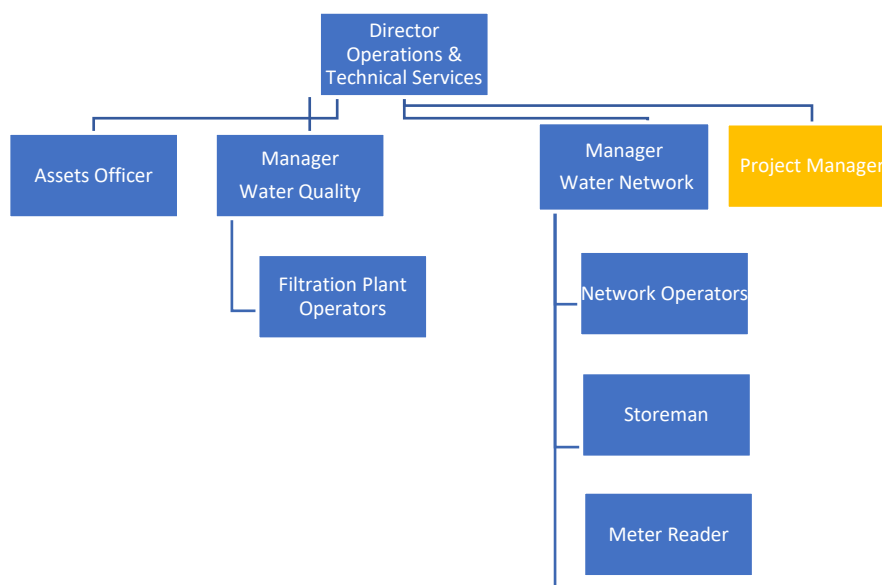 Director
Operations &
Technical Services
Assets Officer
Manager
Water Quality
Manager
Water Network
Project Manager
Filtration Plant
Operators
Network Operators
Storeman
Meter Reader